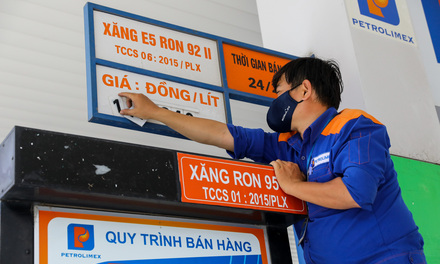 PETROLIMEX
XĂNG E5 RON 92 II
TCCS 06 : 2015/PLX
THỜI GIAN BÁN
24/
GIÁ : ĐỒNG/LÍT
XĂNG RON 95
TCCS 01 : 2015/PLX
QUY TRÌNH BÁN HÀNG
PETROLIMEX